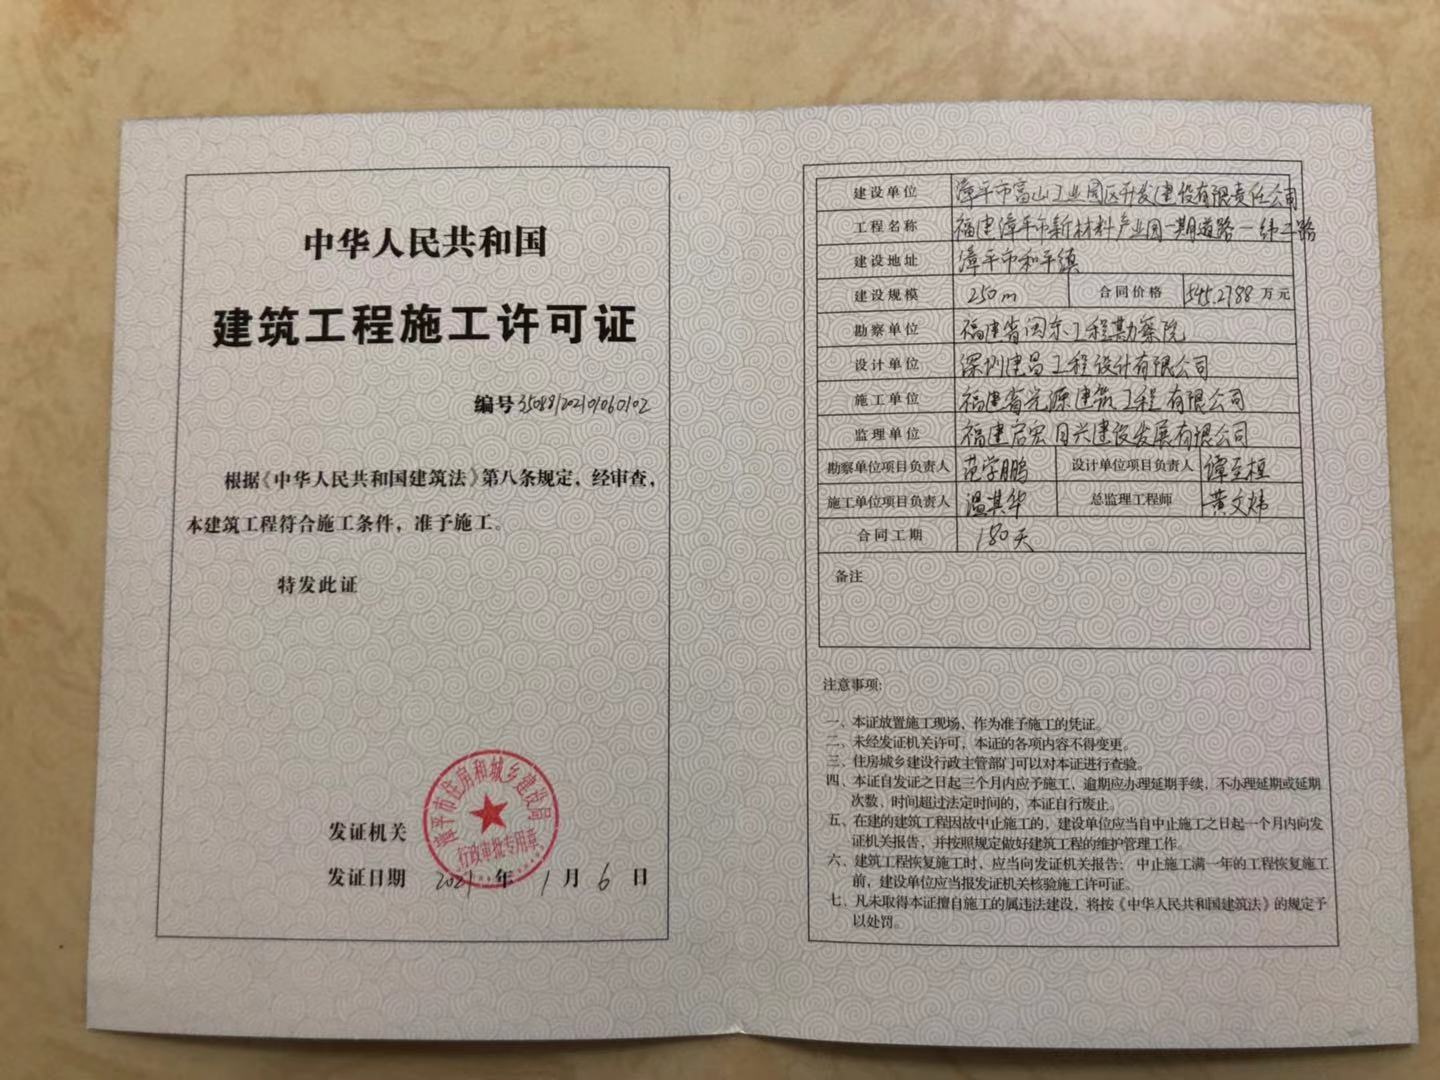 中华人民共和国
建筑工程施工许可证
编号 350881202101060102
根据《中华人民共和国建筑法》第八条规定，经审查，
本建筑工程符合施工条件，准予施工。
特发此证
漳平市住房和城乡建设局
行政审批专用章
发证机关
发证日期 2021 年 1 月 6 日
建设单位 漳平市富山工业园区开发建设有限责任公司
工程名称 福建漳平市新材料产业园一期道路一纬二路
建设地址 漳平市和平镇
建设规模 250m 合同价格 545.2788 万元
勘察单位 福建省闽东工程勘察院
设计单位 深圳建昌工程设计有限公司
施工单位 福建省光源建筑工程有限公司
监理单位 福建启宏日兴建设发展有限公司
勘察单位项目负责人 范学鹏 设计单位项目负责人 谭至桓
施工单位项目负责人 温其华 总监理工程师 黄文炜
合同工期 180天
备注
注意事项:
一、本证放置施工现场，作为准予施工的凭证。
二、未经发证机关许可，本证的各项内容不得变更。
三、住房城乡建设行政主管部门可以对本证进行查验。
四、本证自发证之日起三个月内应予施工，逾期应办理延期手续，不办理延期或延期
次数、时间超过法定时间的，本证自行废止。
五、在建的建筑工程因故中止施工的，建设单位应当自中止施工之日起一个月内向发
证机关报告，并按照规定做好建筑工程的维护管理工作。
六、建筑工程恢复施工时，应当向发证机关报告；中止施工满一年的工程恢复施工
前，建设单位应当报发证机关核验施工许可证。
七、凡未取得本证擅自施工的属违法建设，将按《中华人民共和国建筑法》的规定予
以处罚。